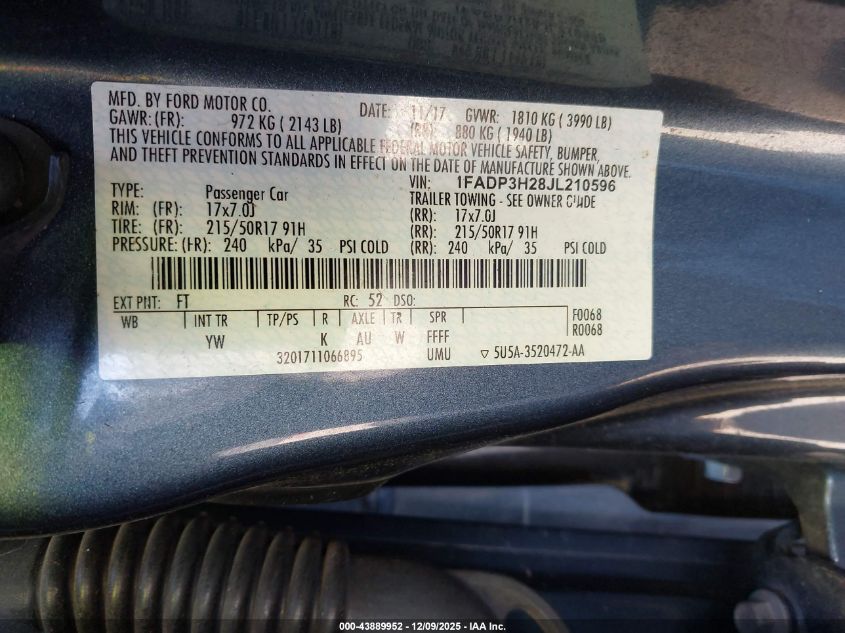 MFD. BY FORD MOTOR CO. DATE: 11/17 GVWR: 1810 KG ( 3990 LB)
GAWR: (FR): 972 KG ( 2143 LB) (RR): 880 KG ( 1940 LB)
THIS VEHICLE CONFORMS TO ALL APPLICABLE FEDERAL MOTOR VEHICLE SAFETY, BUMPER,
AND THEFT PREVENTION STANDARDS IN EFFECT ON THE DATE OF MANUFACTURE SHOWN ABOVE.
VIN: 1FADP3H28JL210596
TYPE: Passenger Car TRAILER TOWING - SEE OWNER GUIDE
RIM: (FR): 17x7.0J (RR): 17x7.0J
TIRE: (FR): 215/50R17 91H (RR): 215/50R17 91H
PRESSURE: (FR): 240 kPa/ 35 PSI COLD (RR): 240 kPa/ 35 PSI COLD
EXT PNT: FT RC: 52 DSO:
WB INT TR TP/PS R AXLE TR SPR F0068
YW K AU W FFFF R0068
3201711066895 UMU ▽ 5U5A-3520472-AA
000-43889952 - 12/09/2025 - IAA Inc.